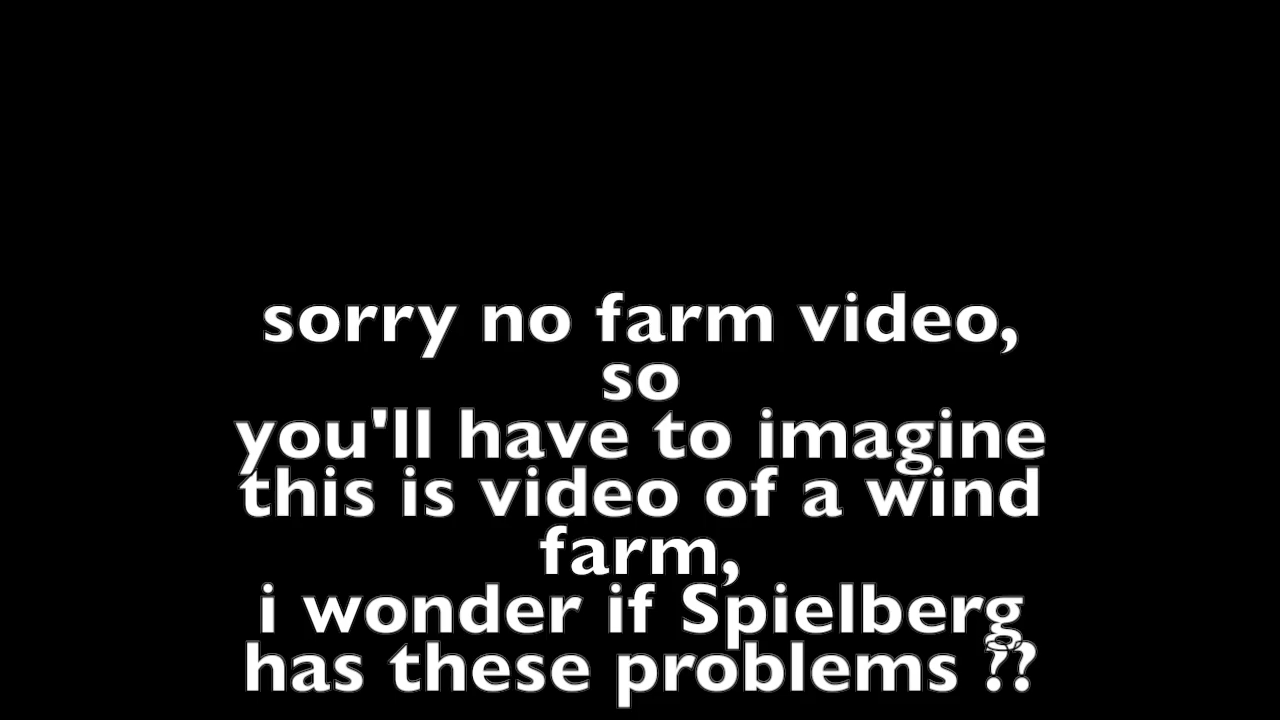 sorry no farm video,
so
you'll have to imagine
this is video of a wind
farm,
i wonder if Spielberg
has these problems ??